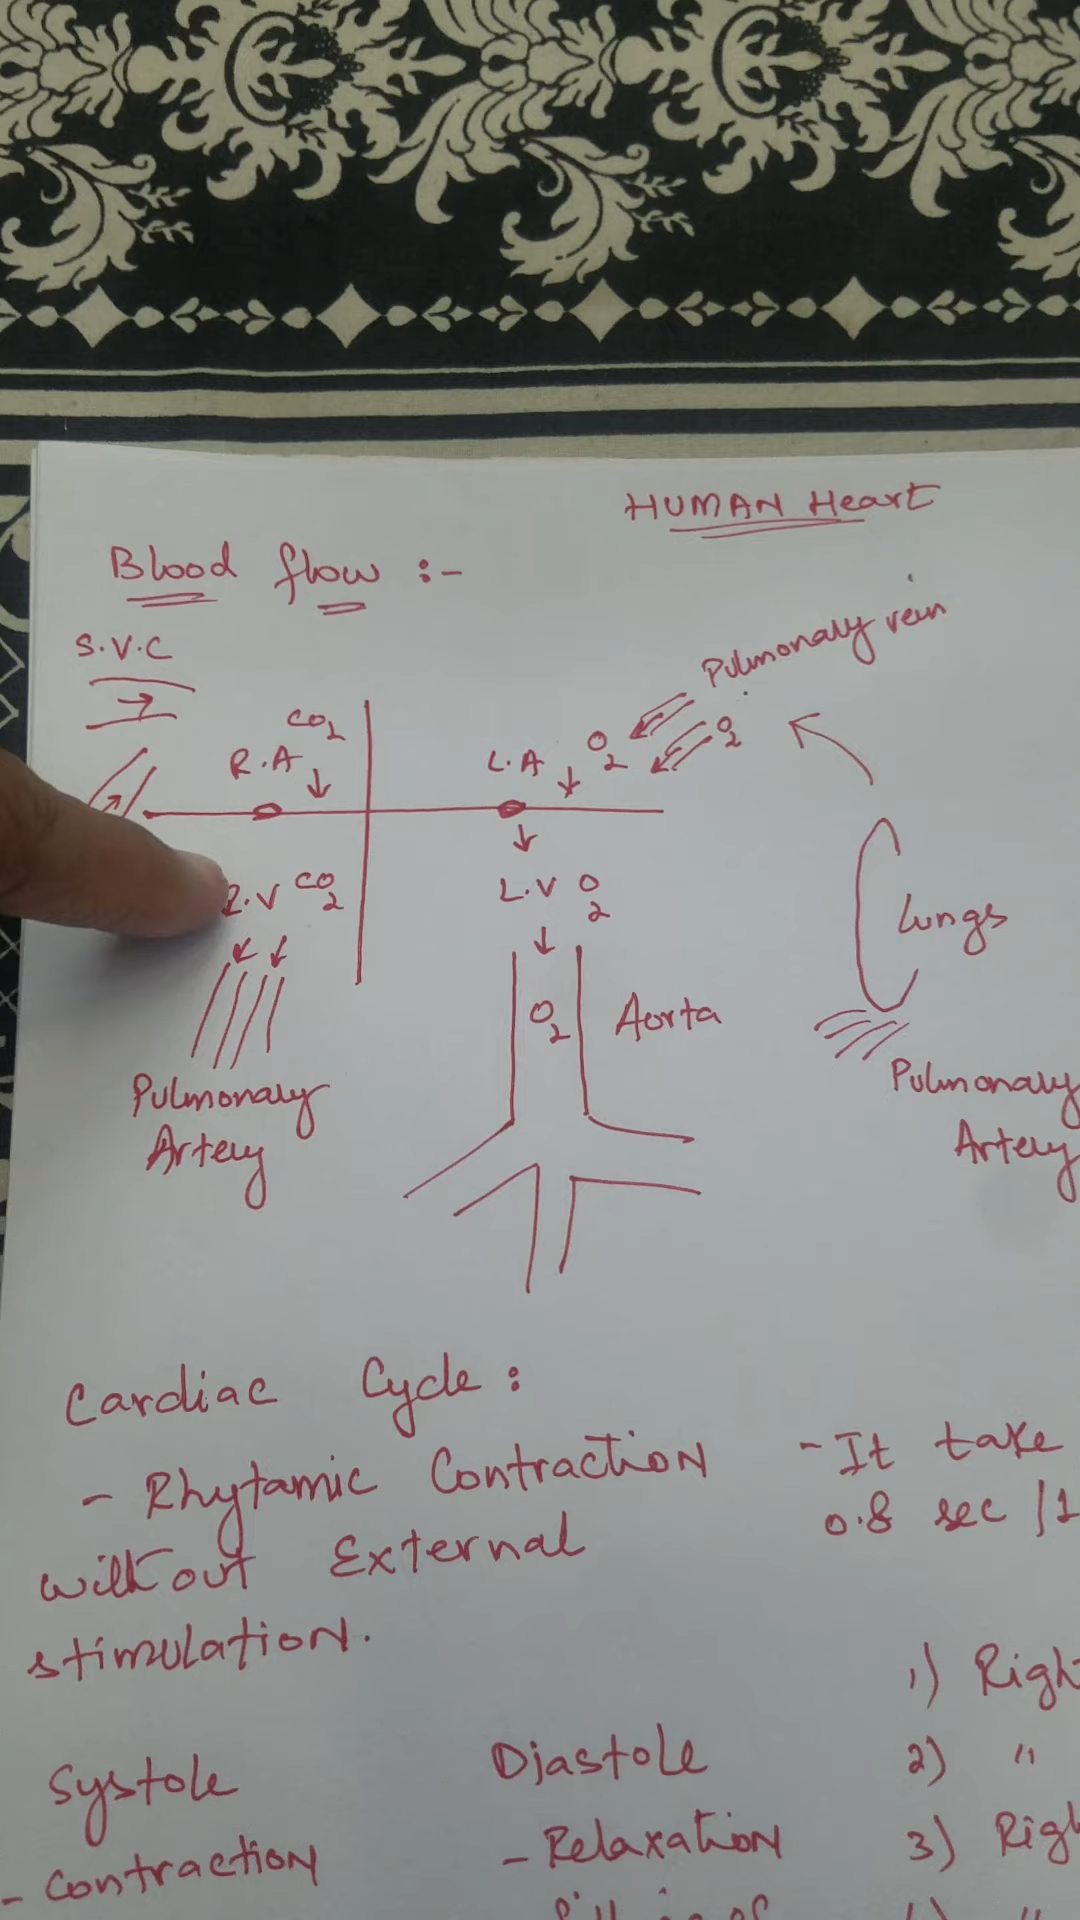 HUMAN Heart
Blood flow :-
S.V.C
Pulmonary vein
CO2
R.A
L.A O2
O2
.V CO2
L.V O2
Lungs
O2 Aorta
Pulmonary
Artery
Pulmonary
Artery
Cardiac Cycle :
- Rhytamic Contraction
without External
stimulation.
- It take
0.8 sec /1
1) Righ
2) "
3) Rig
Systole
- Contraction
Diastole
- Relaxation